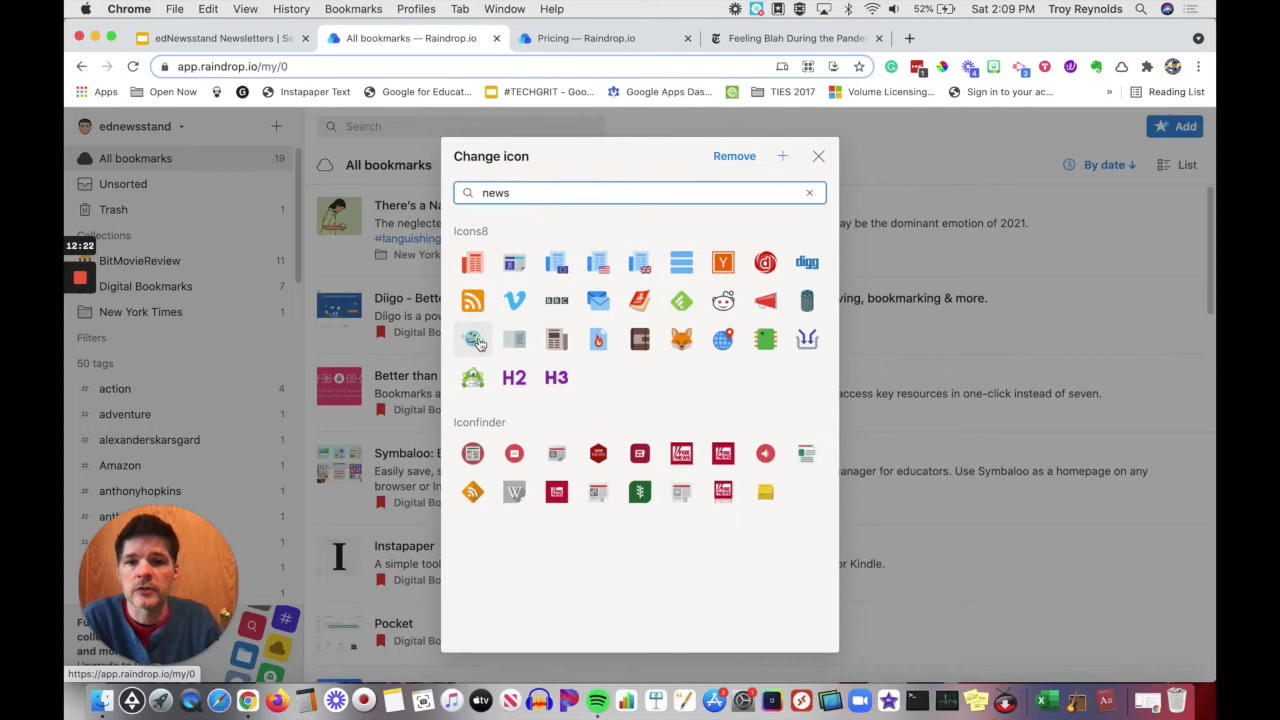 Chrome File Edit View History Bookmarks Profiles Tab Window Help 52% Sat 2:09 PM Troy Reynolds
edNewsstand Newsletters | Se × All bookmarks — Raindrop.io × Pricing — Raindrop.io × Feeling Blah During the Pander ×
app.raindrop.io/my/0
Apps Open Now Instapaper Text Google for Educat... #TECHGRIT - Goo... Google Apps Das... TIES 2017 Volume Licensing... Sign in to your ac... » Reading List
ednewsstand
Search
Add
All bookmarks 19
Unsorted
Trash 1
Collections
12:22
BitMovieReview 11
Digital Bookmarks 7
New York Times 1
Filters
50 tags
# action 4
# adventure 1
# alexanderskarsgard 1
# Amazon 1
# anthonyhopkins 1
All bookmarks
By date ↓ List
Change icon Remove
news
Icons8
BBC
digg
H2 H3
Iconfinder
There's a Na
The neglecte
ay be the dominant emotion of 2021.
#languishing
New York
Diigo - Bette
ving, bookmarking & more.
Diigo is a pow
Digital B
Better than
Bookmarks a
access key resources in one-click instead of seven.
Digital B
Symbaloo: B
Easily save, s
anager for educators. Use Symbaloo as a homepage on any
browser or In
Digital B
Instapaper
A simple tool
or Kindle.
Digital B
Pocket
Digital B
https://app.raindrop.io/my/0